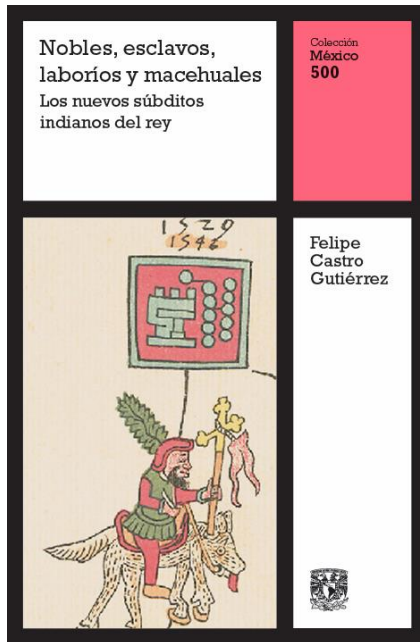 Nobles, esclavos,
laboríos y macehuales
Los nuevos súbditos
indianos del rey
Colección
México
500
1529
1546
Felipe
Castro
Gutiérrez